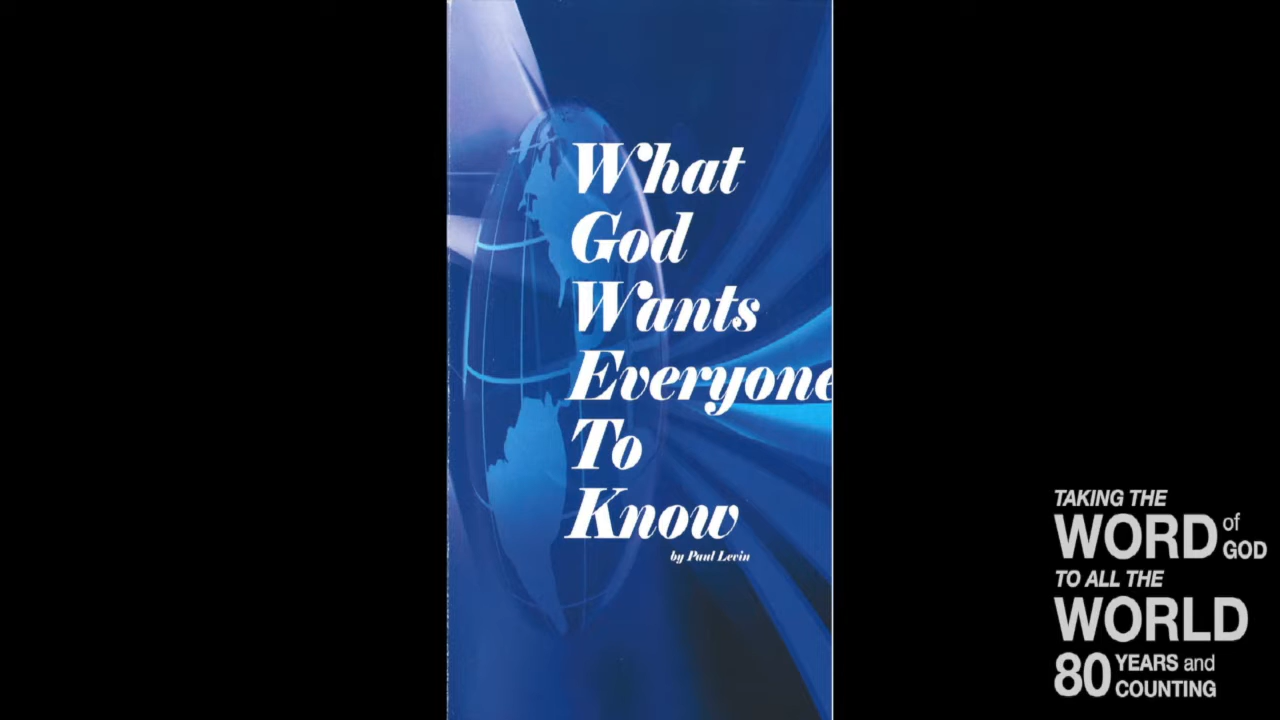 What
God
Wants
Everyone
To
Know
by Paul Levin
TAKING THE
WORD of GOD
TO ALL THE
WORLD
80 YEARS and COUNTING